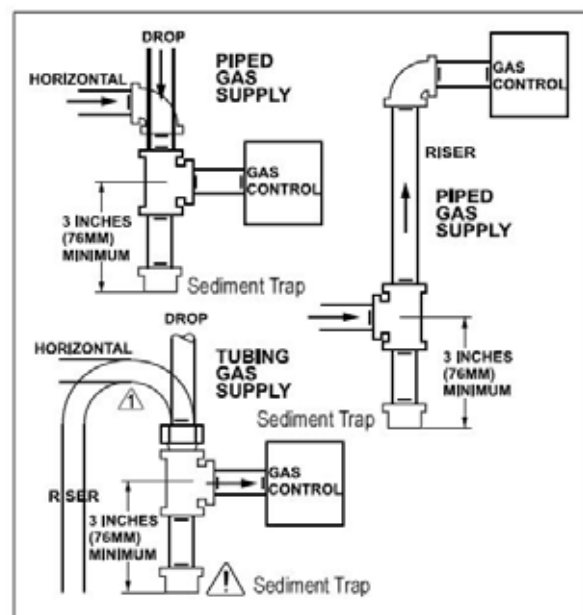 DROP
HORIZONTAL
PIPED
GAS
SUPPLY
GAS
CONTROL
3 INCHES
(76MM)
MINIMUM
Sediment Trap
GAS
CONTROL
RISER
PIPED
GAS
SUPPLY
3 INCHES
(76MM)
MINIMUM
Sediment Trap
DROP
HORIZONTAL
TUBING
GAS
SUPPLY
1
RISER
GAS
CONTROL
3 INCHES
(76MM)
MINIMUM
!
Sediment Trap